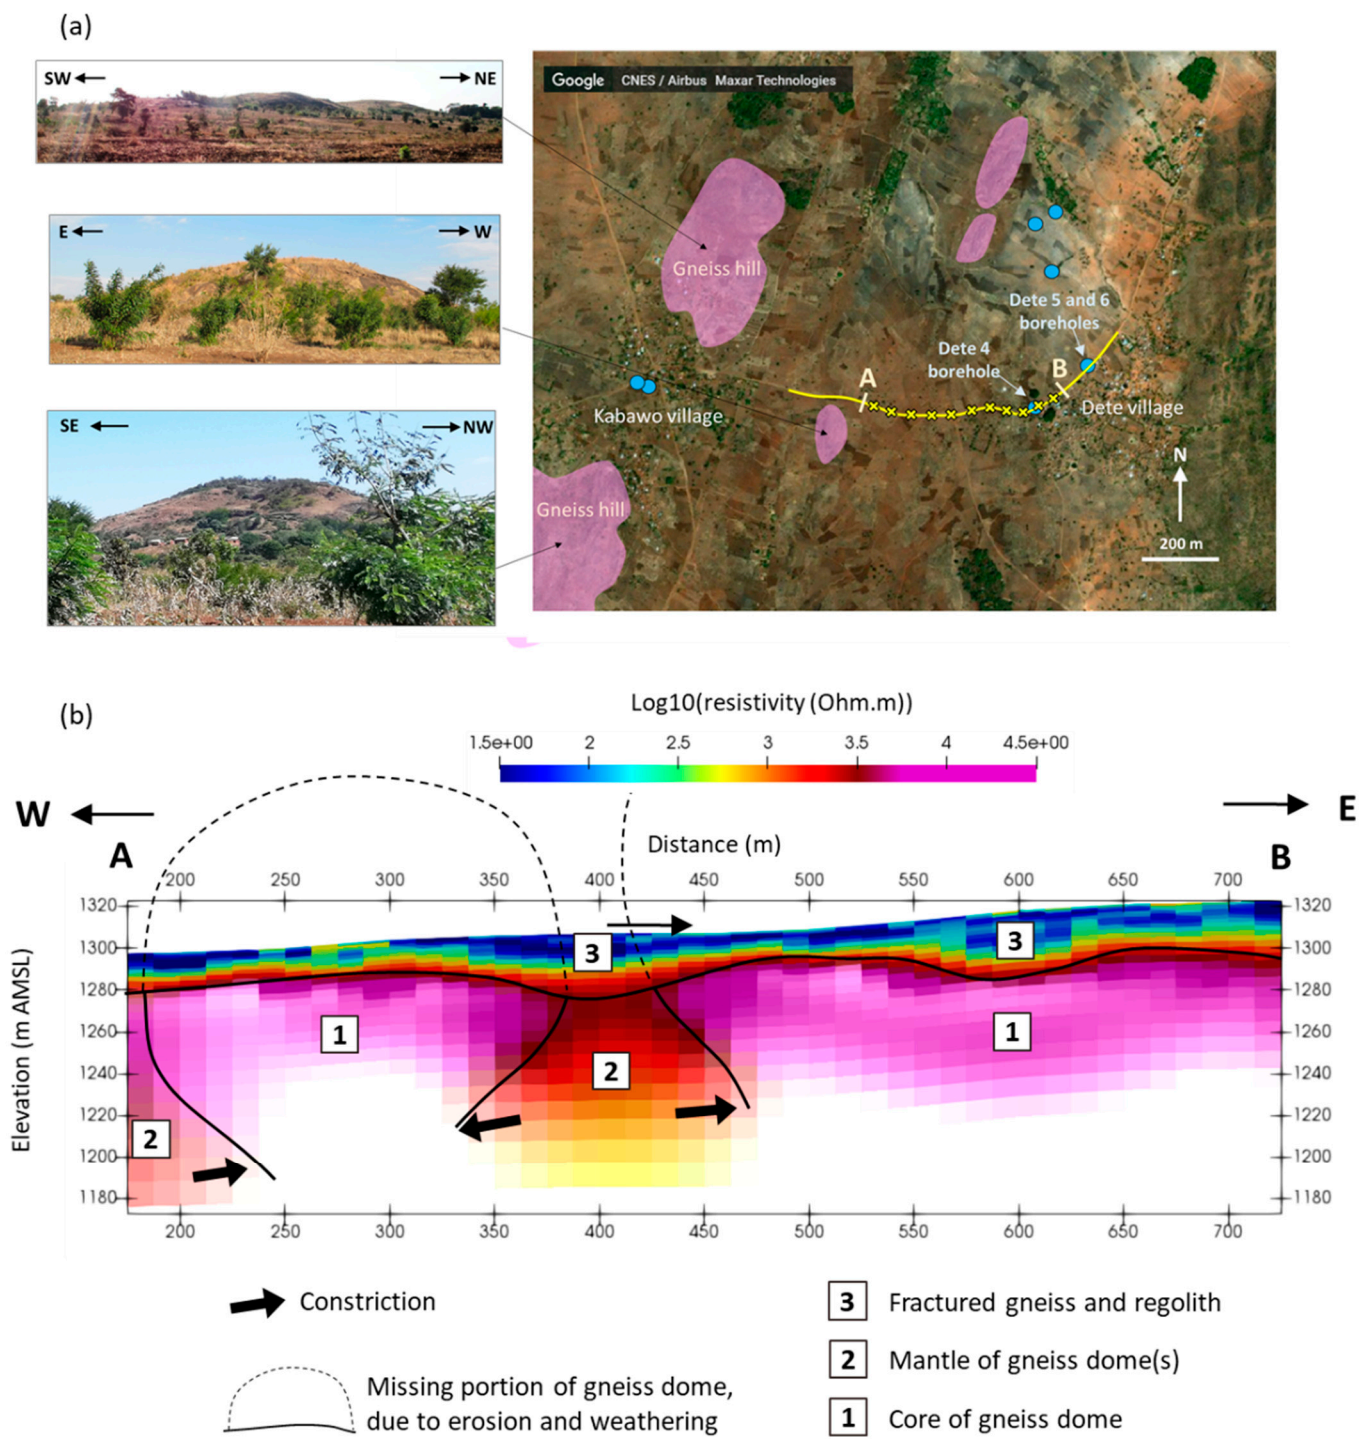 (a)
SW
NE
E
W
SE
NW
Google CNES / Airbus Maxar Technologies
Gneiss hill
Dete 5 and 6
boreholes
Dete 4
borehole
A
B
Kabawo village
Dete village
N
Gneiss hill
200 m
(b)
Log10(resistivity (Ohm.m))
1.5e+00 2 2.5 3 3.5 4 4.5e+00
W
E
Distance (m)
A
B
200 250 300 350 400 450 500 550 600 650 700
Elevation (m AMSL)
1320 1320
1300 1300
1280 1280
1260 1260
1240 1240
1220 1220
1200 1200
1180 1180
3
3
1
1
2
2
200 250 300 350 400 450 500 550 600 650 700
Constriction
Missing portion of gneiss dome,
due to erosion and weathering
3 Fractured gneiss and regolith
2 Mantle of gneiss dome(s)
1 Core of gneiss dome